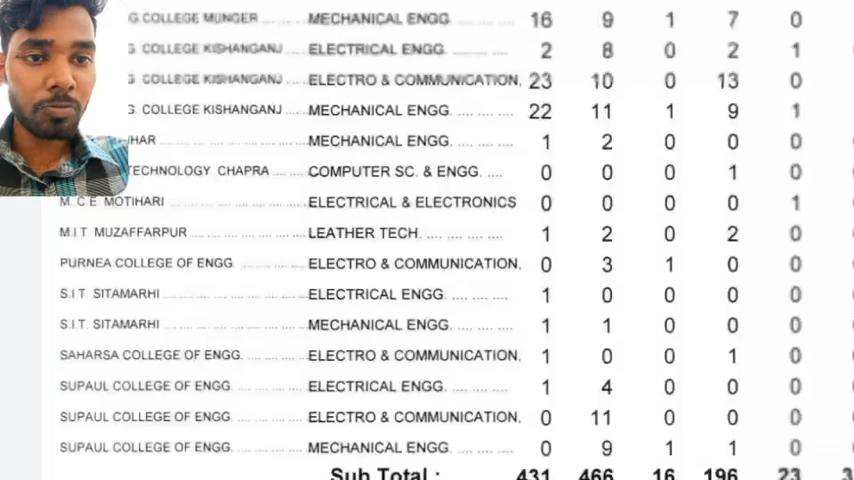 G COLLEGE MUNGER .................... MECHANICAL ENGG. .... .... .... 16 9 1 7 0
G. COLLEGE KISHANGANJ .... ... ELECTRICAL ENGG. .... .... .... 2 8 0 2 1
G. COLLEGE KISHANGANJ .... ... ELECTRO & COMMUNICATION, 23 10 0 13 0
G. COLLEGE KISHANGANJ .... ... MECHANICAL ENGG. .... .... .... 22 11 1 9 1
MECHANICAL ENGG. .... .... .... 1 2 0 0 0
TECHNOLOGY, CHAPRA .... ... COMPUTER SC. & ENGG. .... 0 0 0 1 0
M..C.E. MOTIHARI .................... ELECTRICAL & ELECTRONICS 0 0 0 0 1
M.I.T. MUZAFFARPUR .................... LEATHER TECH. .... .... .... .... 1 2 0 2 0
PURNEA COLLEGE OF ENGG. .... .... ... ELECTRO & COMMUNICATION, 0 3 1 0 0
S.I.T. SITAMARHI .................... ELECTRICAL ENGG. .... .... .... 1 0 0 0 0
S.I.T. SITAMARHI .................... MECHANICAL ENGG. .... .... .... 1 1 0 0 0
SAHARSA COLLEGE OF ENGG. .... .... ... ELECTRO & COMMUNICATION, 1 0 0 1 0
SUPAUL COLLEGE OF ENGG. .... .... ... ELECTRICAL ENGG. .... .... .... 1 4 0 0 0
SUPAUL COLLEGE OF ENGG. .... .... ... ELECTRO & COMMUNICATION, 0 11 0 0 0
SUPAUL COLLEGE OF ENGG. .... .... ... MECHANICAL ENGG. .... .... .... 0 9 1 1 0
Sub Total : 431 466 16 196 23 3